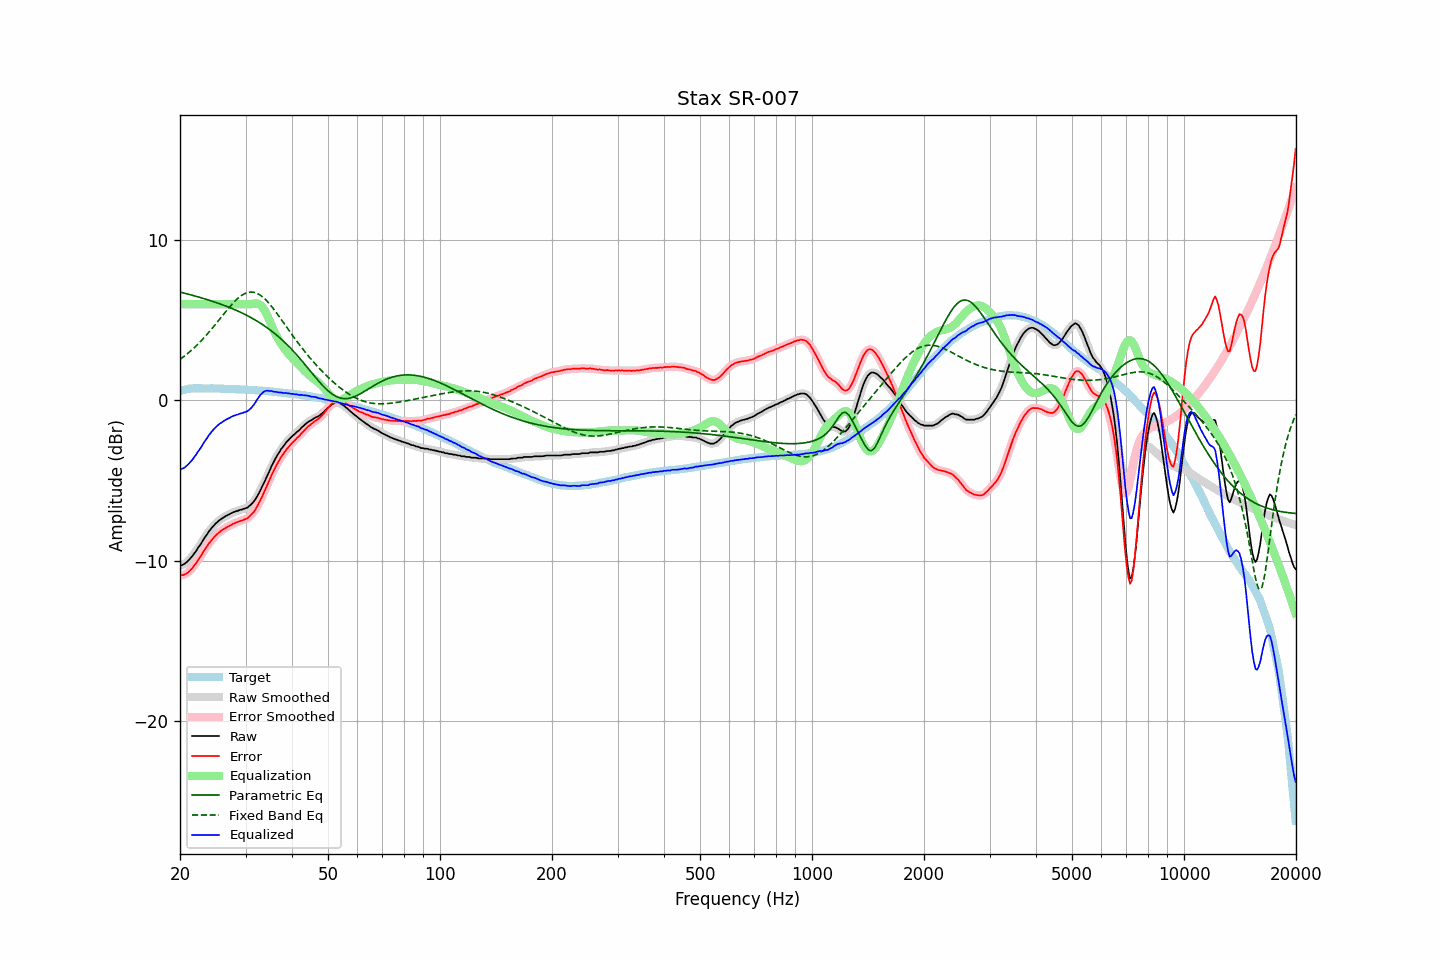 Stax SR-007
Amplitude (dBr)
10
0
−10
−20
Target
Raw Smoothed
Error Smoothed
Raw
Error
Equalization
Parametric Eq
Fixed Band Eq
Equalized
20 50 100 200 500 1000 2000 5000 10000 20000
Frequency (Hz)